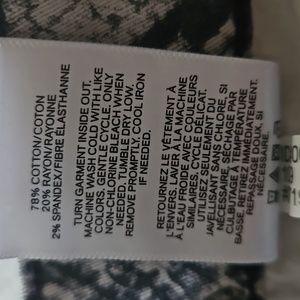 78% COTTON/COTON
20% RAYON/RAYONNE
2% SPANDEX/FIBRE ÉLASTHANNE
TURN GARMENT INSIDE OUT.
MACHINE WASH COLD WITH LIKE
COLORS, GENTLE CYCLE. ONLY
NON-CHLORINE BLEACH WHEN
NEEDED. TUMBLE DRY LOW.
REMOVE PROMPTLY. COOL IRON
IF NEEDED.
RETOURNEZ LE VÊTEMENT À
L'ENVERS. LAVER À LA MACHINE
À L'EAU FROIDE AVEC COULEURS
SIMILAIRES, CYCLE DÉLICAT.
UTILISEZ SEULEMENT DU
JAVELLISANT SANS CHLORE, SI
NÉCESSAIRE. SÉCHAGE PAR
CULBUTAGE À TEMPÉRATURE
BASSE. RETIREZ IMMÉDIATEMENT.
REPASSAGE DOUX, SI
NÉCESSAIRE.